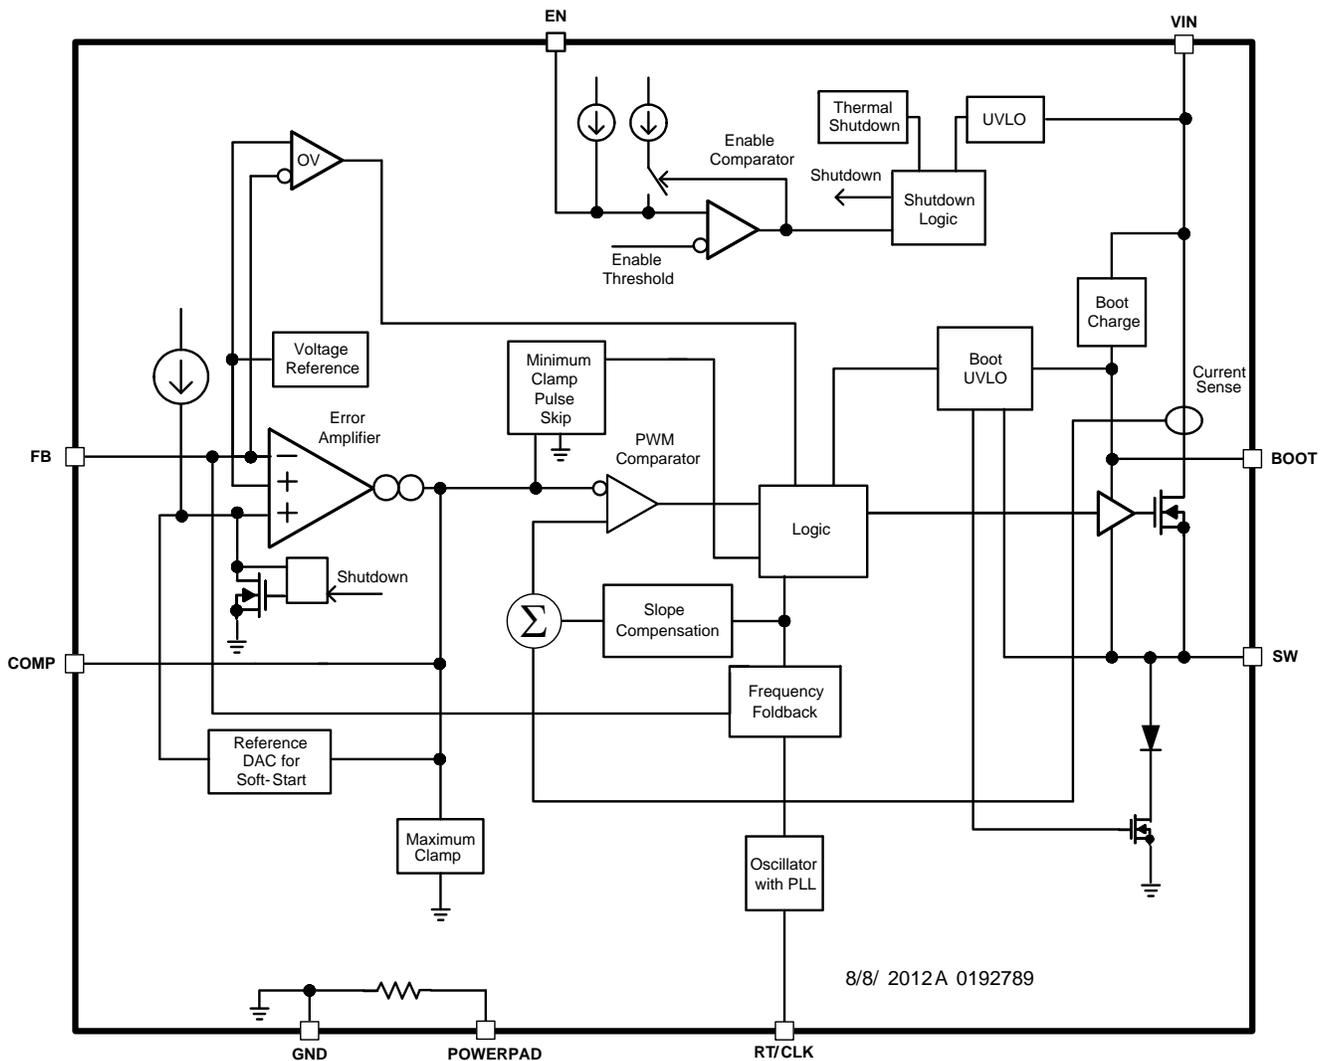 EN
VIN
Thermal
Shutdown
UVLO
OV
Enable
Comparator
Shutdown
Shutdown
Logic
Enable
Threshold
Boot
Charge
Voltage
Reference
Minimum
Clamp
Pulse
Skip
Boot
UVLO
Current
Sense
Error
Amplifier
FB
−
+
+
PWM
Comparator
BOOT
Logic
Shutdown
Σ
Slope
Compensation
COMP
SW
Frequency
Foldback
Reference
DAC for
Soft-Start
Maximum
Clamp
Oscillator
with PLL
8/8/ 2012A 0192789
GND
POWERPAD
RT/CLK